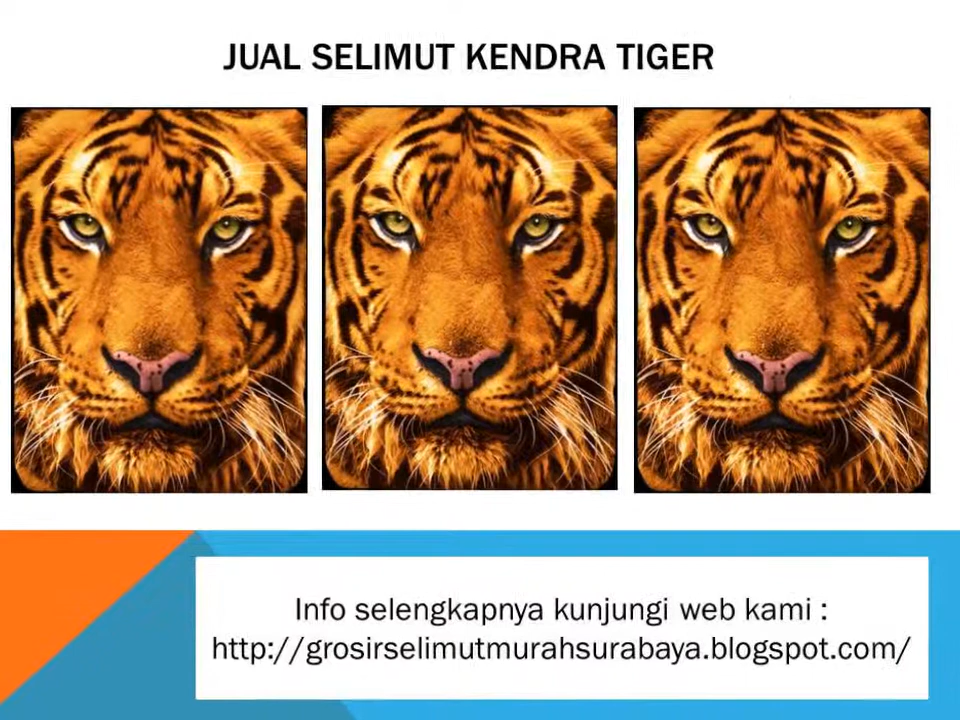 JUAL SELIMUT KENDRA TIGER
Info selengkapnya kunjungi web kami :
http://grosirselimutmurahsurabaya.blogspot.com/